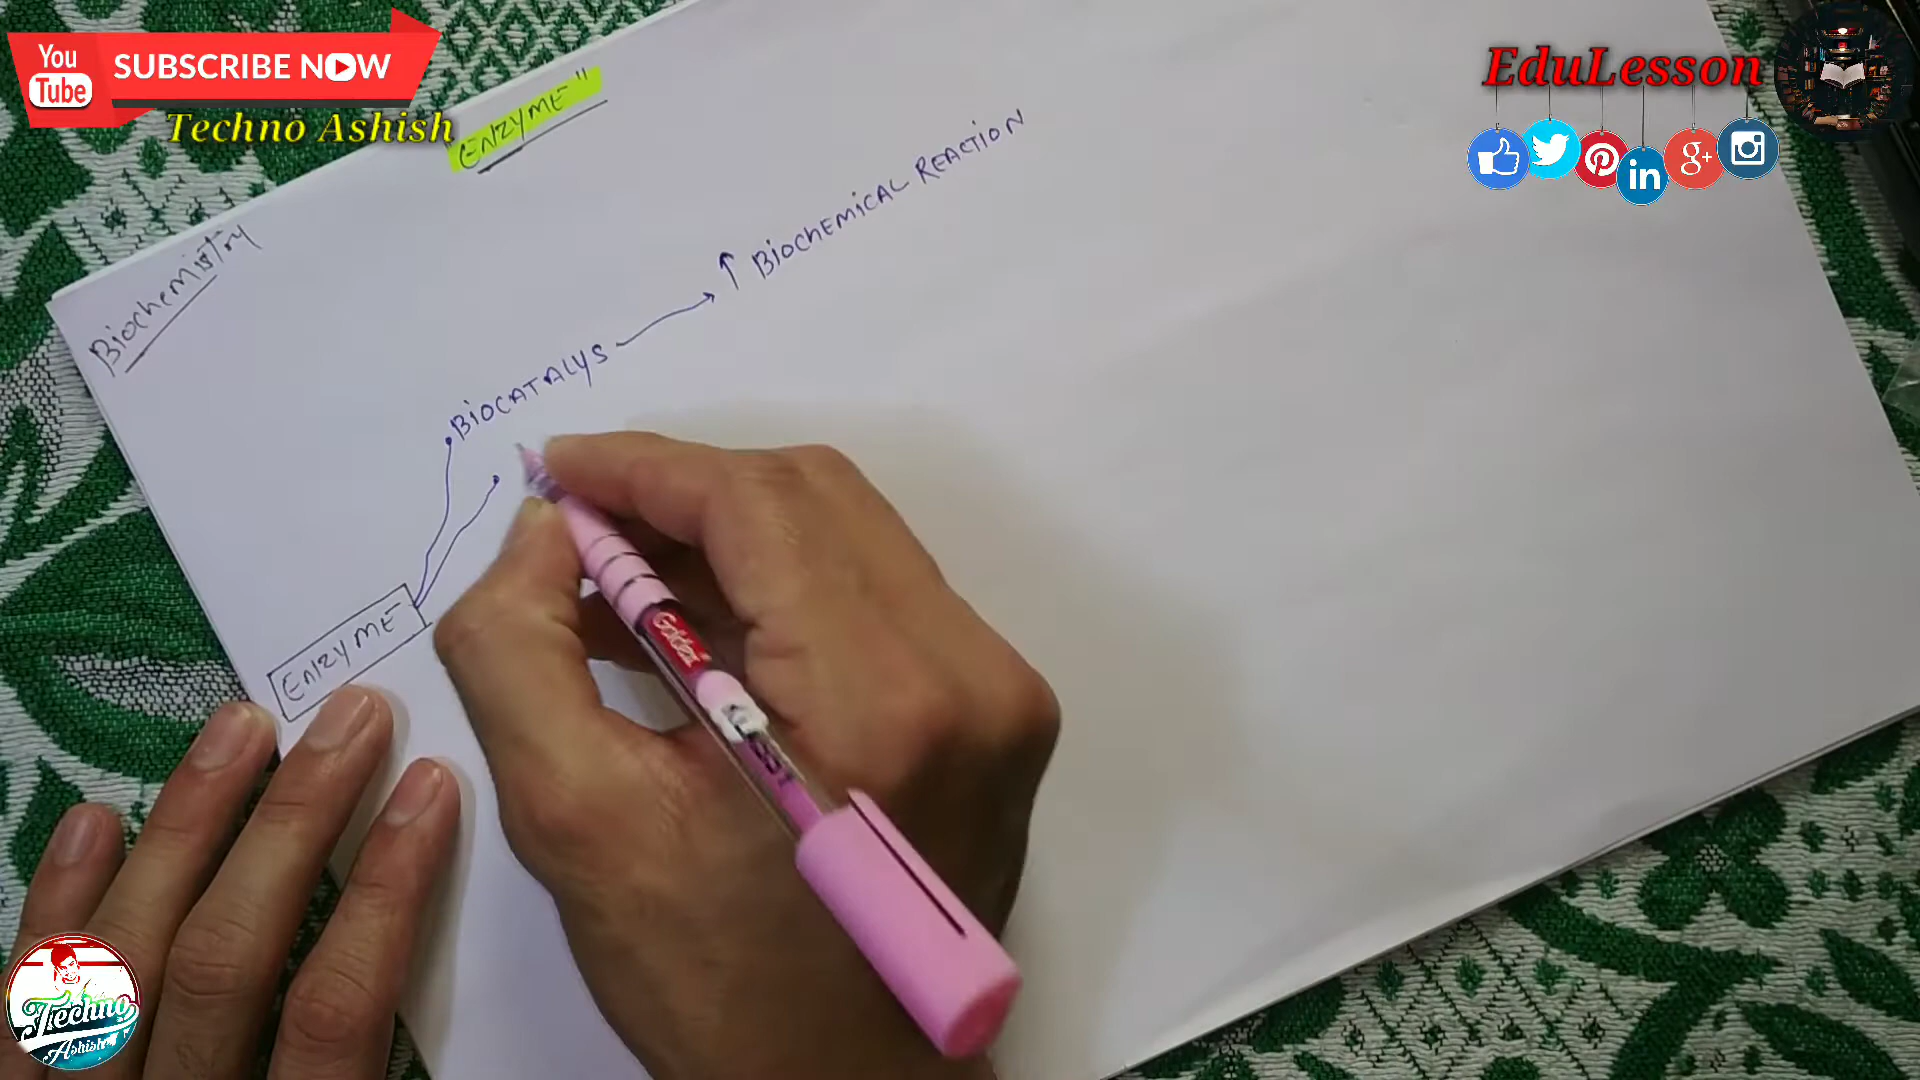 You
Tube
SUBSCRIBE NOW
Techno Ashish
EduLesson
ENZYME"
Biochemistry
↑ BiOCHEMiCAL REACTiON
BiOCATALYS
ENZYME
Techno
Ashish